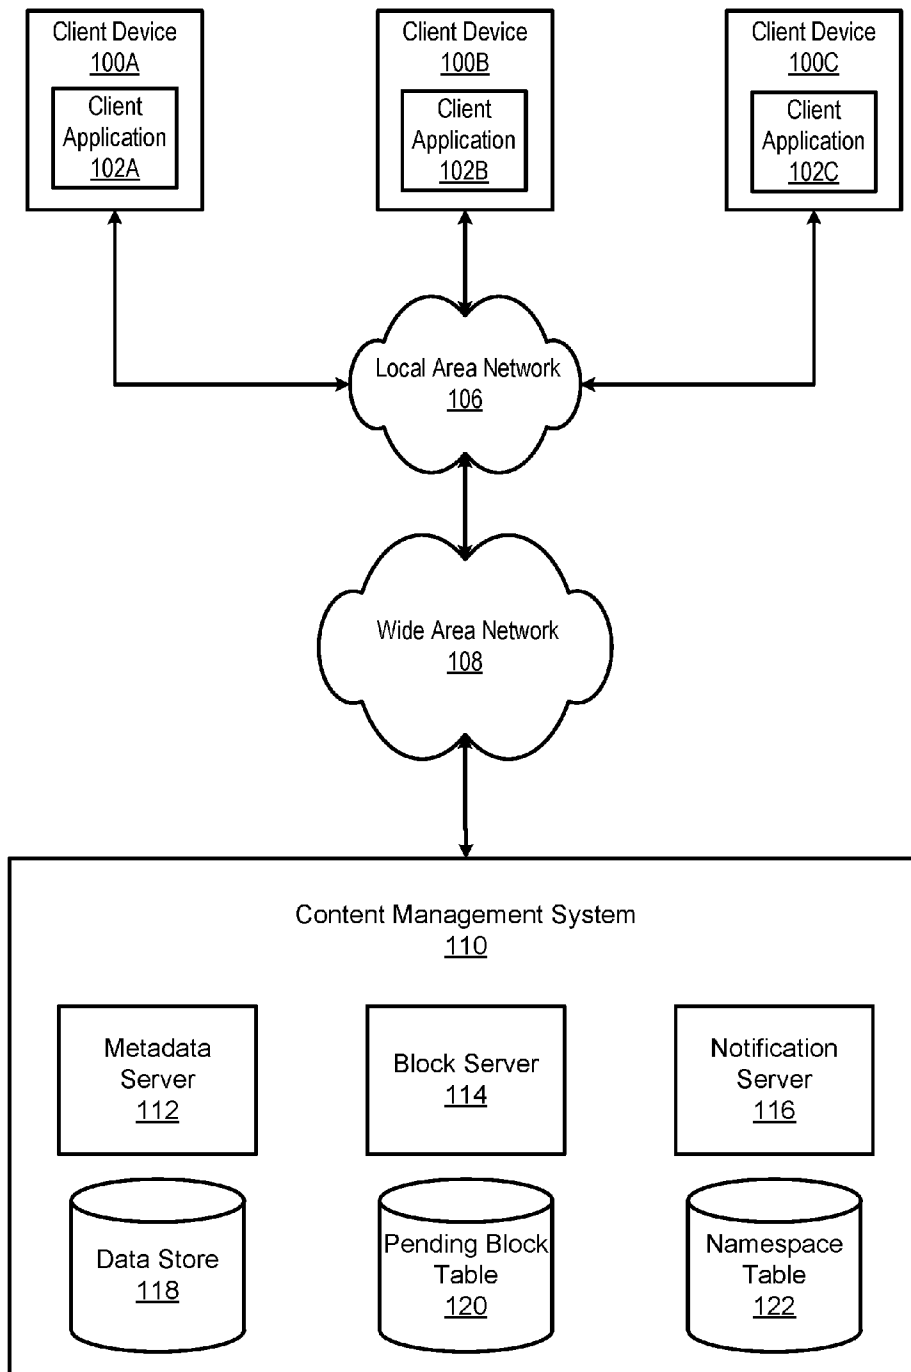 Client Device
100A
Client
Application
102A
Client Device
100B
Client
Application
102B
Client Device
100C
Client
Application
102C
Local Area Network
106
Wide Area Network
108
Content Management System
110
Metadata
Server
112
Block Server
114
Notification
Server
116
Data Store
118
Pending Block
Table
120
Namespace
Table
122